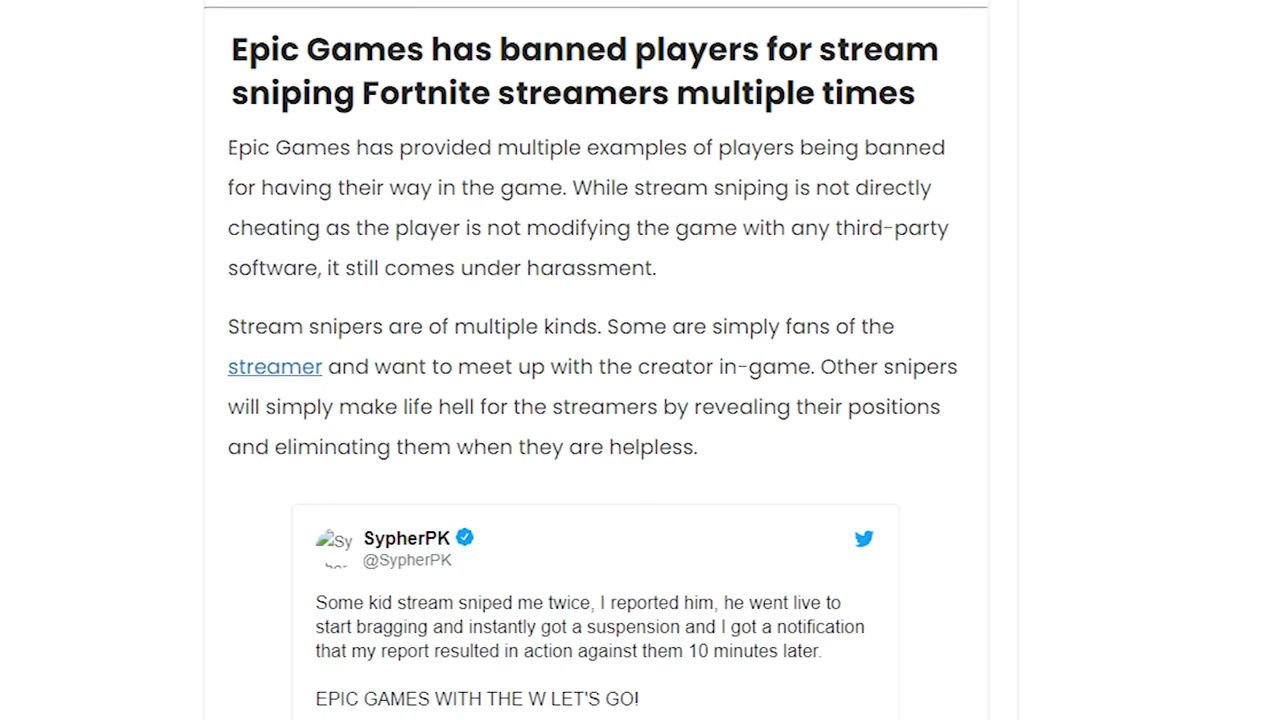 Epic Games has banned players for stream
sniping Fortnite streamers multiple times
Epic Games has provided multiple examples of players being banned
for having their way in the game. While stream sniping is not directly
cheating as the player is not modifying the game with any third-party
software, it still comes under harassment.
Stream snipers are of multiple kinds. Some are simply fans of the
streamer and want to meet up with the creator in-game. Other snipers
will simply make life hell for the streamers by revealing their positions
and eliminating them when they are helpless.
Sy SypherPK
@SypherPK
Some kid stream sniped me twice, I reported him, he went live to
start bragging and instantly got a suspension and I got a notification
that my report resulted in action against them 10 minutes later.
EPIC GAMES WITH THE W LET'S GO!